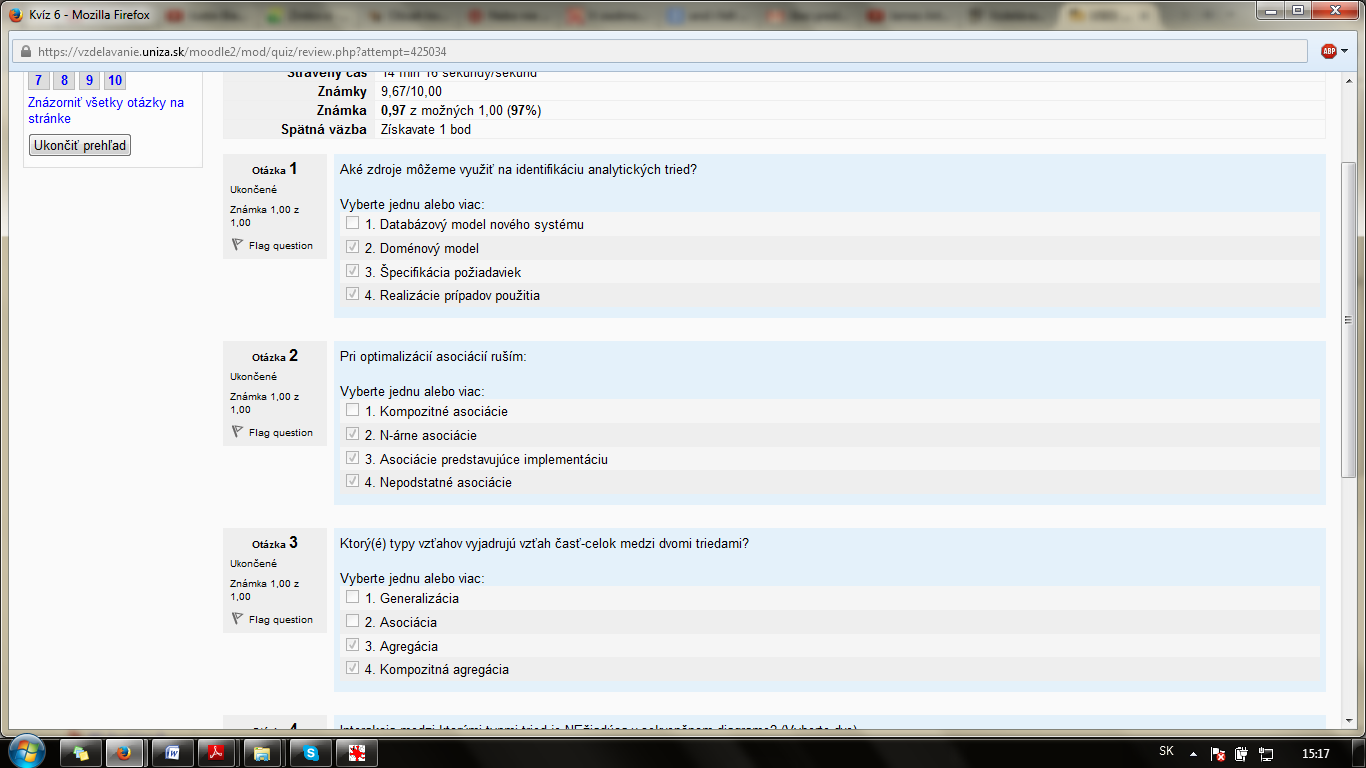 Kvíz 6 - Mozilla Firefox
https://vzdelavanie.uniza.sk/moodle2/mod/quiz/review.php?attempt=425034
ABP
7 8 9 10
Znázorniť všetky otázky na
stránke
Ukončiť prehľad
Strávený čas 14 min 16 sekundy/sekúnd
Známky 9,67/10,00
Známka 0,97 z možných 1,00 (97%)
Spätná väzba Získavate 1 bod
Otázka 1
Ukončené
Známka 1,00 z
1,00
Flag question
Aké zdroje môžeme využiť na identifikáciu analytických tried?
Vyberte jednu alebo viac:
1. Databázový model nového systému
2. Doménový model
3. Špecifikácia požiadaviek
4. Realizácie prípadov použitia
Otázka 2
Ukončené
Známka 1,00 z
1,00
Flag question
Pri optimalizácií asociácií ruším:
Vyberte jednu alebo viac:
1. Kompozitné asociácie
2. N-árne asociácie
3. Asociácie predstavujúce implementáciu
4. Nepodstatné asociácie
Otázka 3
Ukončené
Známka 1,00 z
1,00
Flag question
Ktorý(é) typy vzťahov vyjadrujú vzťah časť-celok medzi dvomi triedami?
Vyberte jednu alebo viac:
1. Generalizácia
2. Asociácia
3. Agregácia
4. Kompozitná agregácia
Otázka 4
SK
15:17